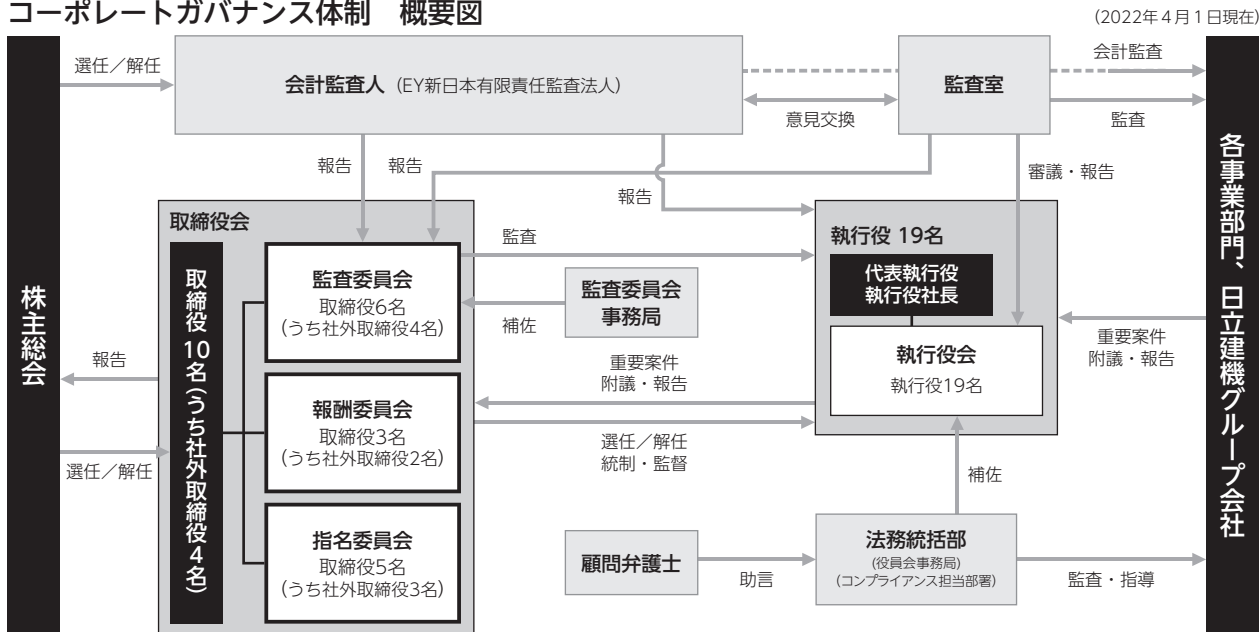 コーポレートガバナンス体制　概要図
(2022年4月1日現在)
株主総会
選任／解任
会計監査人（EY新日本有限責任監査法人）
意見交換
監査室
会計監査
監査
各事業部門、日立建機グループ会社
報告
報告
報告
審議・報告
取締役会
取締役 10名(うち社外取締役4名)
監査委員会
取締役6名
(うち社外取締役4名)
報酬委員会
取締役3名
(うち社外取締役2名)
指名委員会
取締役5名
(うち社外取締役3名)
報告
選任／解任
監査
監査委員会
事務局
補佐
重要案件
附議・報告
選任／解任
統制・監督
執行役 19名
代表執行役
執行役社長
執行役会
執行役19名
重要案件
附議・報告
補佐
顧問弁護士
助言
法務統括部
(役員会事務局)
(コンプライアンス担当部署)
監査・指導